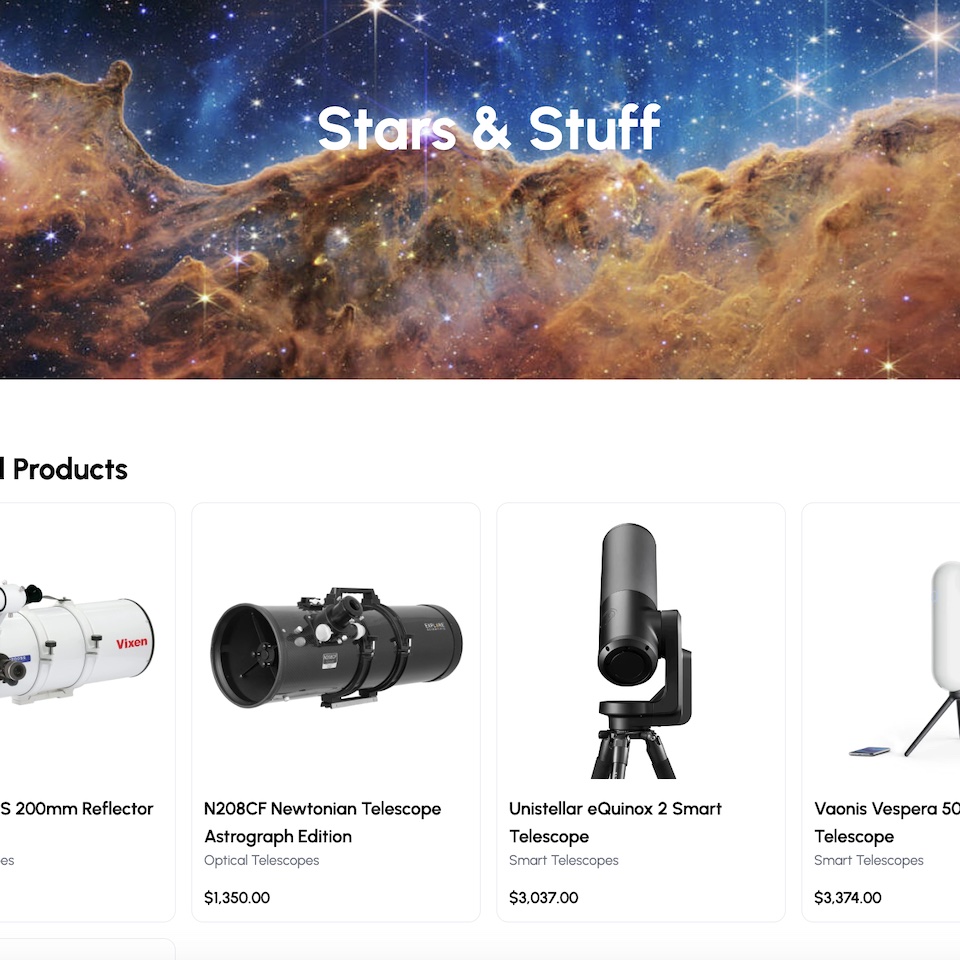 Stars & Stuff
Products
Vixen
EXPLORE
S 200mm Reflector
N208CF Newtonian Telescope
Astrograph Edition
Optical Telescopes
$1,350.00
Unistellar eQuinox 2 Smart
Telescope
Smart Telescopes
$3,037.00
Vaonis Vespera 50
Telescope
Smart Telescopes
$3,374.00